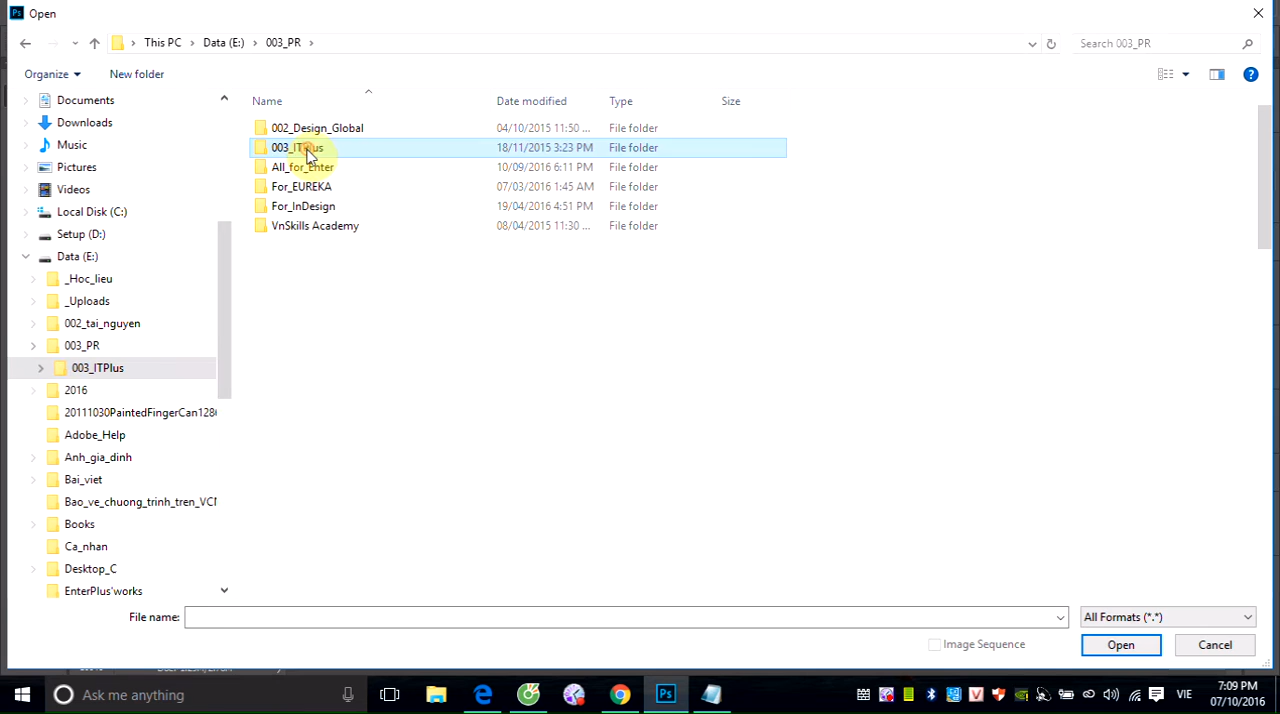 Open
This PC > Data (E:) > 003_PR >
Search 003_PR
Organize
New folder
Name
Date modified
Type
Size
002_Design_Global 04/10/2015 11:50 ... File folder
003_ITPlus 18/11/2015 3:23 PM File folder
All_for_Enter 10/09/2016 6:11 PM File folder
For_EUREKA 07/03/2016 1:45 AM File folder
For_InDesign 19/04/2016 4:51 PM File folder
VnSkills Academy 08/04/2015 11:30 ... File folder
Documents
Downloads
Music
Pictures
Videos
Local Disk (C:)
Setup (D:)
Data (E:)
_Hoc_lieu
_Uploads
002_tai_nguyen
003_PR
003_ITPlus
2016
20111030PaintedFingerCan128
Adobe_Help
Anh_gia_dinh
Bai_viet
Bao_ve_chuong_trinh_tren_VC
Books
Ca_nhan
Desktop_C
EnterPlus'works
File name:
All Formats (*.*)
Image Sequence
Open
Cancel
Ask me anything
VIE
7:09 PM
07/10/2016